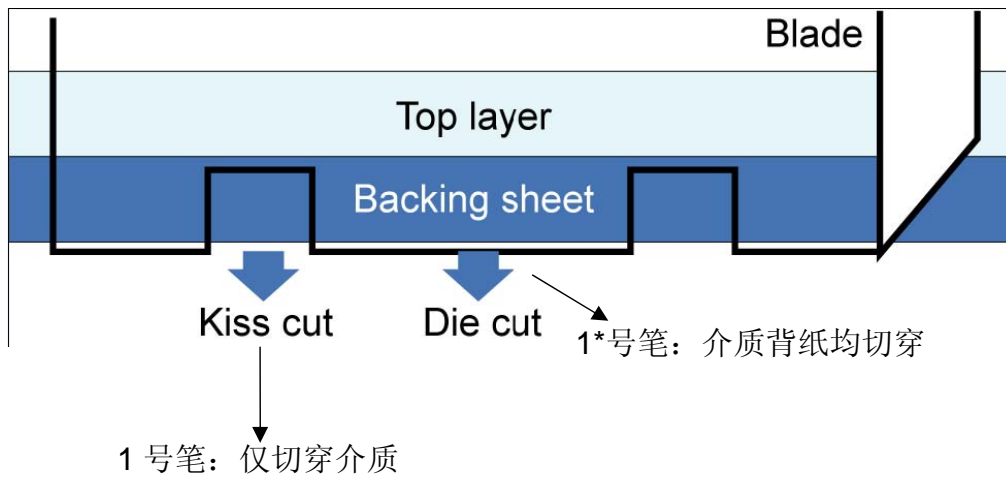 Blade
Top layer
Backing sheet
Kiss cut
Die cut
1*号笔：介质背纸均切穿
1 号笔：仅切穿介质